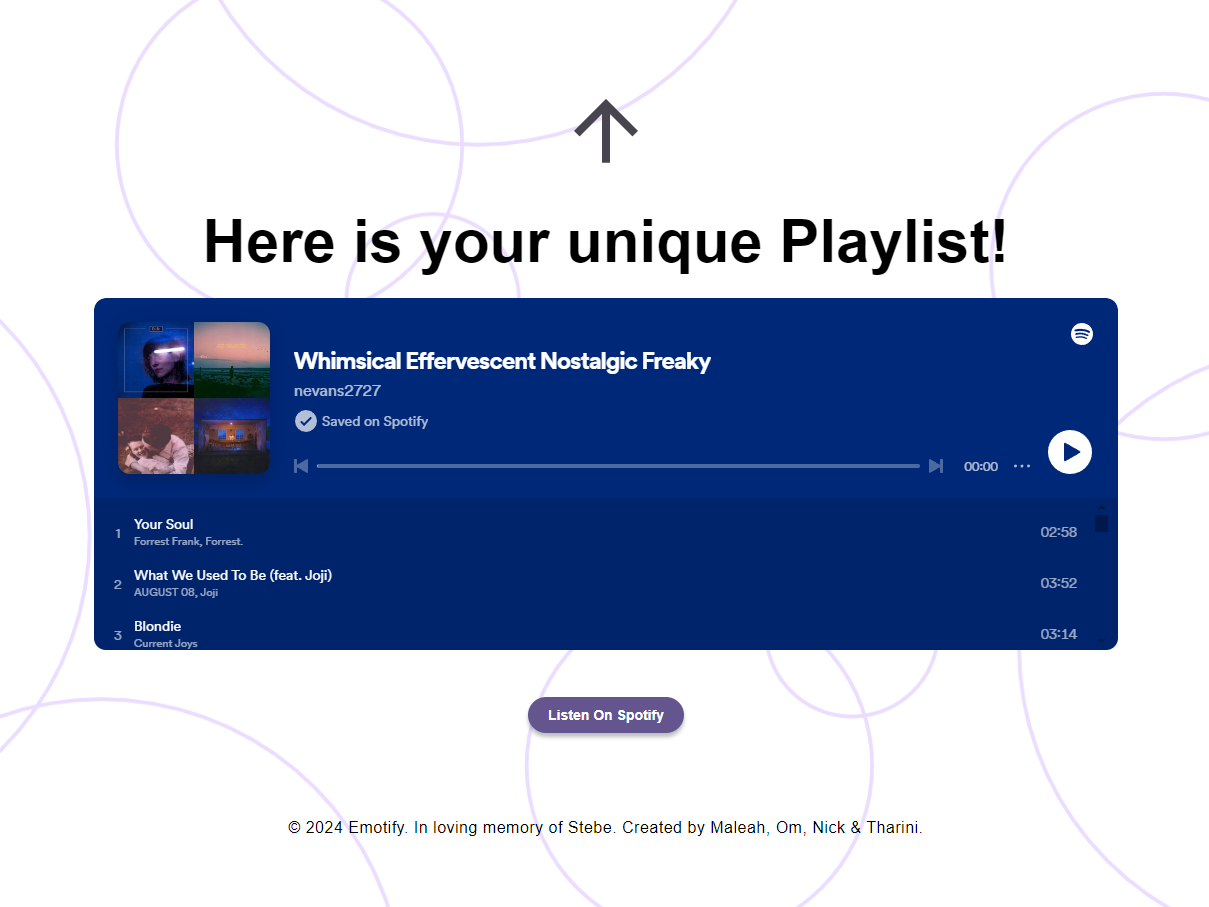 Here is your unique Playlist!
Whimsical Effervescent Nostalgic Freaky
nevans2727
Saved on Spotify
00:00
1
Your Soul
Forrest Frank, Forrest.
02:58
2
What We Used To Be (feat. Joji)
AUGUST 08, Joji
03:52
3
Blondie
Current Joys
03:14
Listen On Spotify
© 2024 Emotify. In loving memory of Stebe. Created by Maleah, Om, Nick & Tharini.